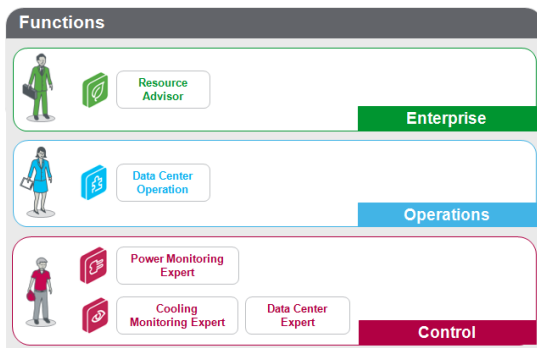 Functions
Resource
Advisor
Enterprise
Data Center
Operation
Operations
Power Monitoring
Expert
Cooling
Monitoring Expert
Data Center
Expert
Control